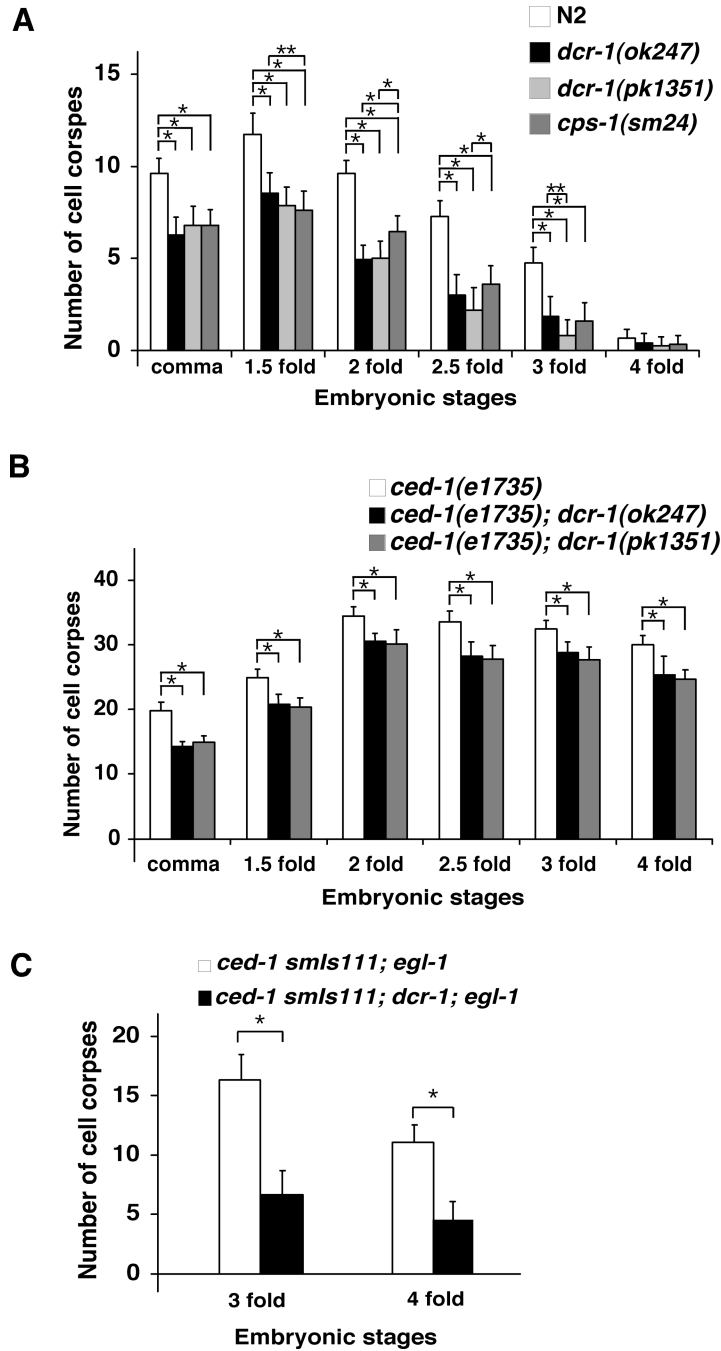 A
N2
dcr-1(ok247)
dcr-1(pk1351)
cps-1(sm24)
Number of cell corspes
15
10
5
0
** * * * * * * * * * * * * * * * * * * * ** * * *
comma 1.5 fold 2 fold 2.5 fold 3 fold 4 fold
Embryonic stages
B
ced-1(e1735)
ced-1(e1735); dcr-1(ok247)
ced-1(e1735); dcr-1(pk1351)
Number of cell corpses
40
30
20
10
0
* * * * * * * * * * * *
comma 1.5 fold 2 fold 2.5 fold 3 fold 4 fold
Embryonic stages
C
ced-1 smIs111; egl-1
ced-1 smIs111; dcr-1; egl-1
Number of cell corpses
20
15
10
5
0
* *
3 fold 4 fold
Embryonic stages